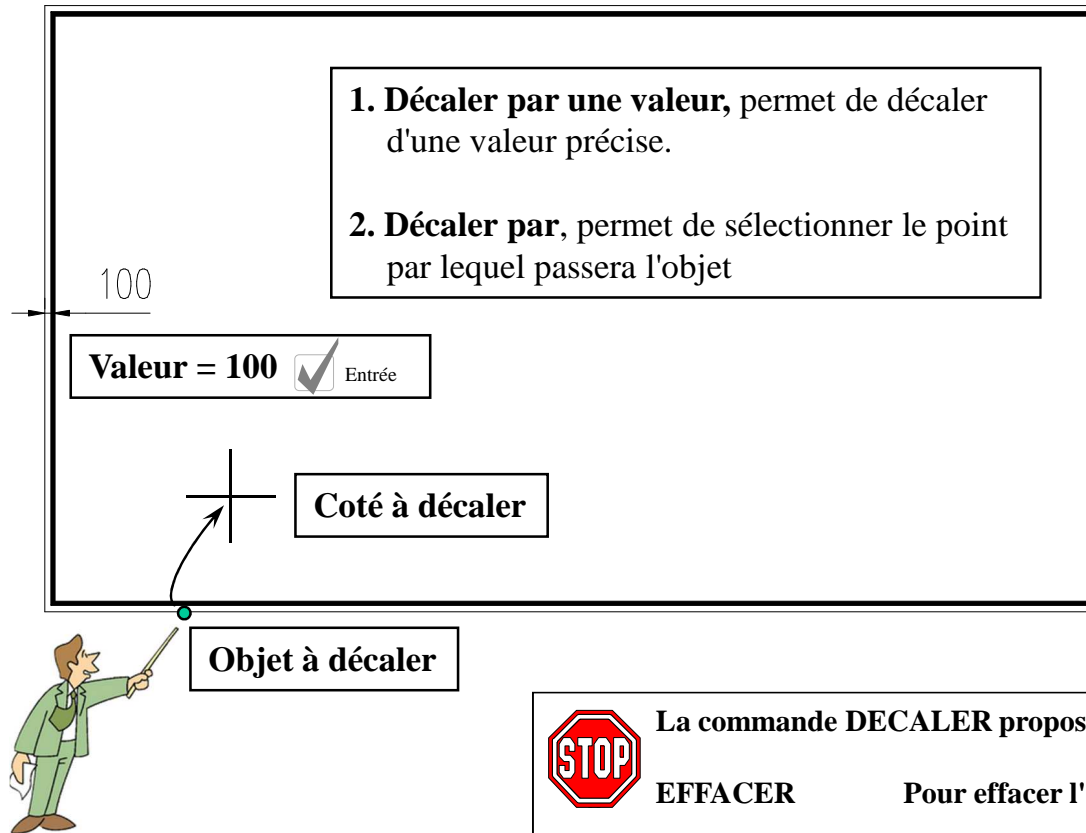 1. Décaler par une valeur, permet de décaler
d'une valeur précise.
2. Décaler par, permet de sélectionner le point
par lequel passera l'objet
100
Valeur = 100 Entrée
Coté à décaler
Objet à décaler
STOP
La commande DECALER propos
EFFACER Pour effacer l'